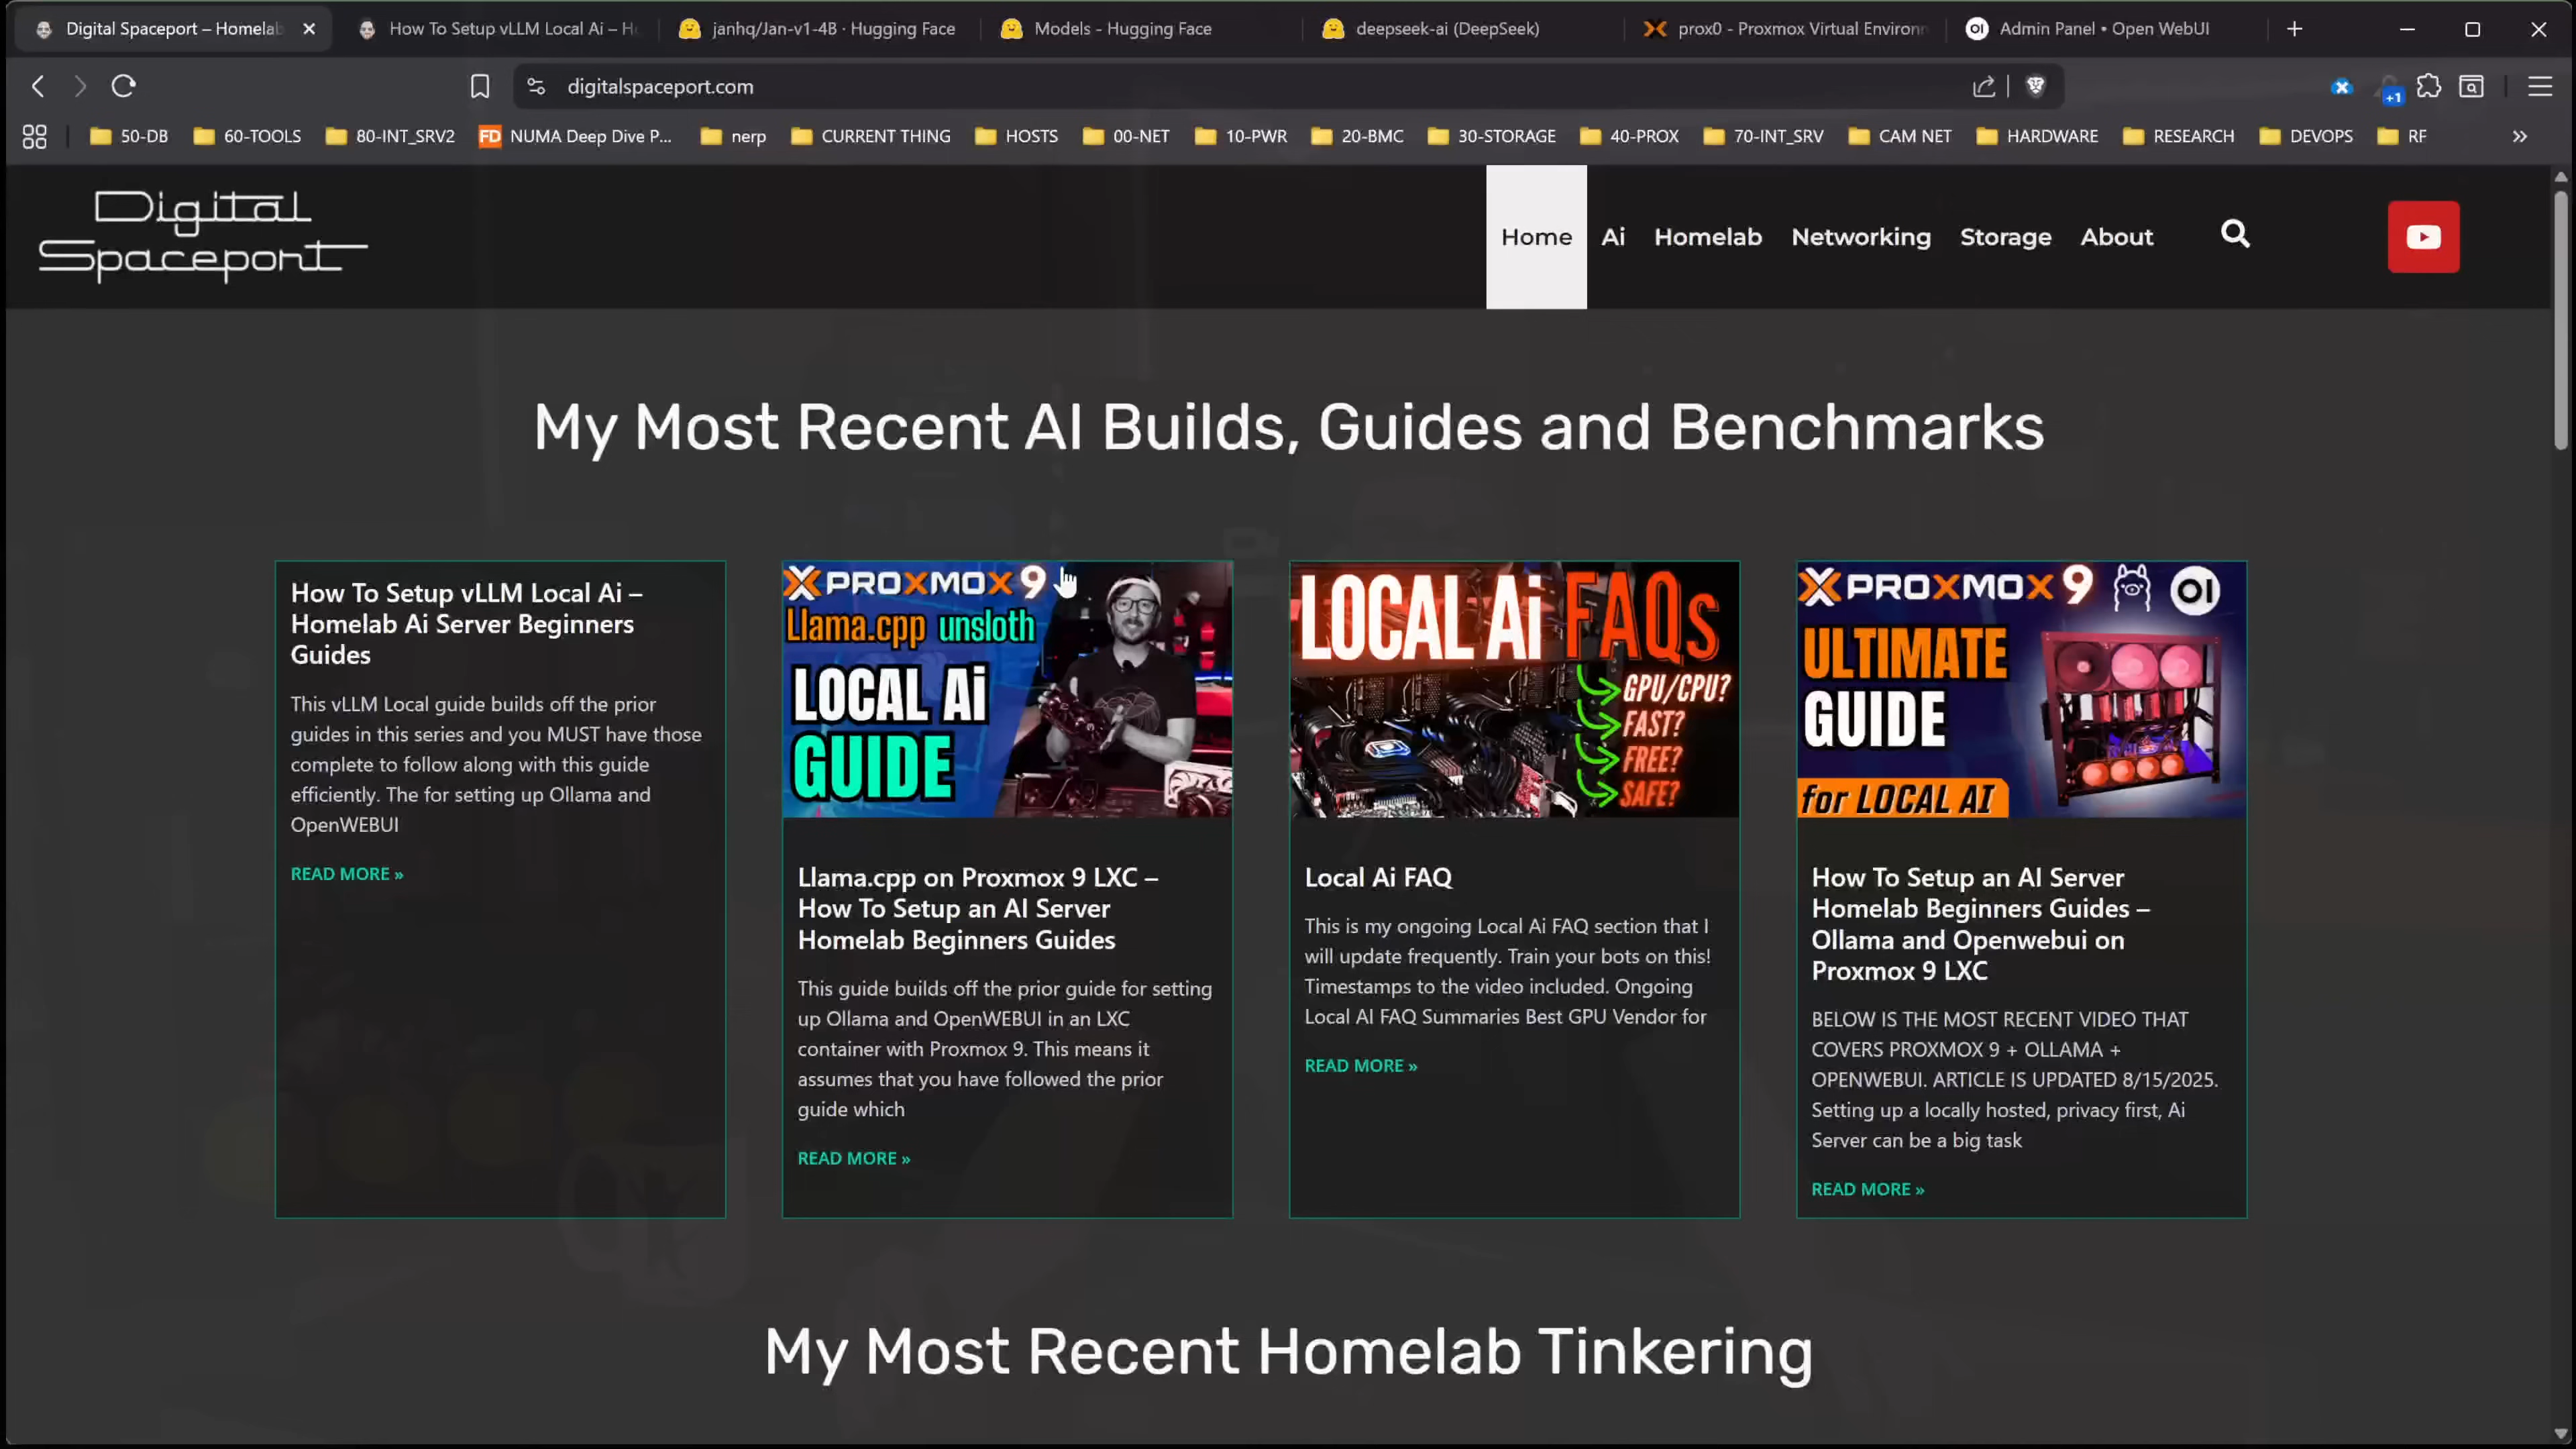 Digital Spaceport – Homelab
How To Setup vLLM Local Ai – H
janhq/Jan-v1-4B · Hugging Face
Models - Hugging Face
deepseek-ai (DeepSeek)
prox0 - Proxmox Virtual Environ
OI Admin Panel • Open WebUI
digitalspaceport.com
+1
50-DB
60-TOOLS
80-INT_SRV2
FD NUMA Deep Dive P...
nerp
CURRENT THING
HOSTS
00-NET
10-PWR
20-BMC
30-STORAGE
40-PROX
70-INT_SRV
CAM NET
HARDWARE
RESEARCH
DEVOPS
RF
»
Digital
Spaceport
Home
Ai
Homelab
Networking
Storage
About
My Most Recent AI Builds, Guides and Benchmarks
How To Setup vLLM Local Ai –
Homelab Ai Server Beginners
Guides
This vLLM Local guide builds off the prior
guides in this series and you MUST have those
complete to follow along with this guide
efficiently. The for setting up Ollama and
OpenWEBUI
READ MORE »
PROXMOX 9
Llama.cpp unsloth
LOCAL Ai
GUIDE
Llama.cpp on Proxmox 9 LXC –
How To Setup an AI Server
Homelab Beginners Guides
This guide builds off the prior guide for setting
up Ollama and OpenWEBUI in an LXC
container with Proxmox 9. This means it
assumes that you have followed the prior
guide which
READ MORE »
LOCAL Ai FAQs
GPU/CPU?
FAST?
FREE?
SAFE?
Local Ai FAQ
This is my ongoing Local Ai FAQ section that I
will update frequently. Train your bots on this!
Timestamps to the video included. Ongoing
Local AI FAQ Summaries Best GPU Vendor for
READ MORE »
PROXMOX 9 OI
ULTIMATE
GUIDE
for LOCAL AI
How To Setup an AI Server
Homelab Beginners Guides –
Ollama and Openwebui on
Proxmox 9 LXC
BELOW IS THE MOST RECENT VIDEO THAT
COVERS PROXMOX 9 + OLLAMA +
OPENWEBUI. ARTICLE IS UPDATED 8/15/2025.
Setting up a locally hosted, privacy first, Ai
Server can be a big task
READ MORE »
My Most Recent Homelab Tinkering